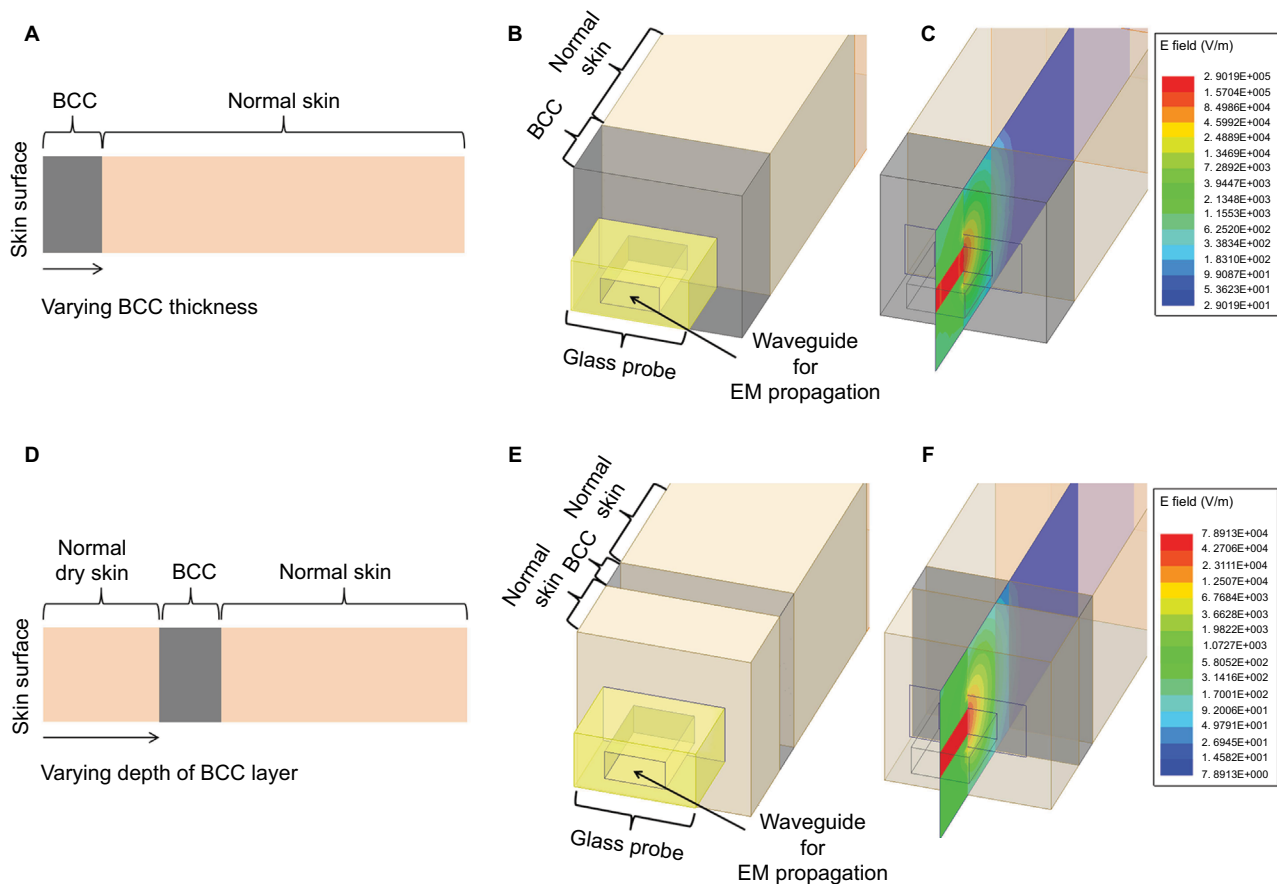 A
BCC
Normal skin
Skin surface
Varying BCC thickness
B
Normal
skin
BCC
Glass probe
Waveguide
for
EM propagation
C
E field (V/m)
2. 9019E+005
1. 5704E+005
8. 4986E+004
4. 5992E+004
2. 4889E+004
1. 3469E+004
7. 2892E+003
3. 9447E+003
2. 1348E+003
1. 1553E+003
6. 2520E+002
3. 3834E+002
1. 8310E+002
9. 9087E+001
5. 3623E+001
2. 9019E+001
D
Normal
dry skin
BCC
Normal skin
Skin surface
Varying depth of BCC layer
E
Normal
skin
BCC
Normal
skin
Glass probe
Waveguide
for
EM propagation
F
E field (V/m)
7. 8913E+004
4. 2706E+004
2. 3111E+004
1. 2507E+004
6. 7684E+003
3. 6628E+003
1. 9822E+003
1. 0727E+003
5. 8052E+002
3. 1416E+002
1. 7001E+002
9. 2006E+001
4. 9791E+001
2. 6945E+001
1. 4582E+001
7. 8913E+000